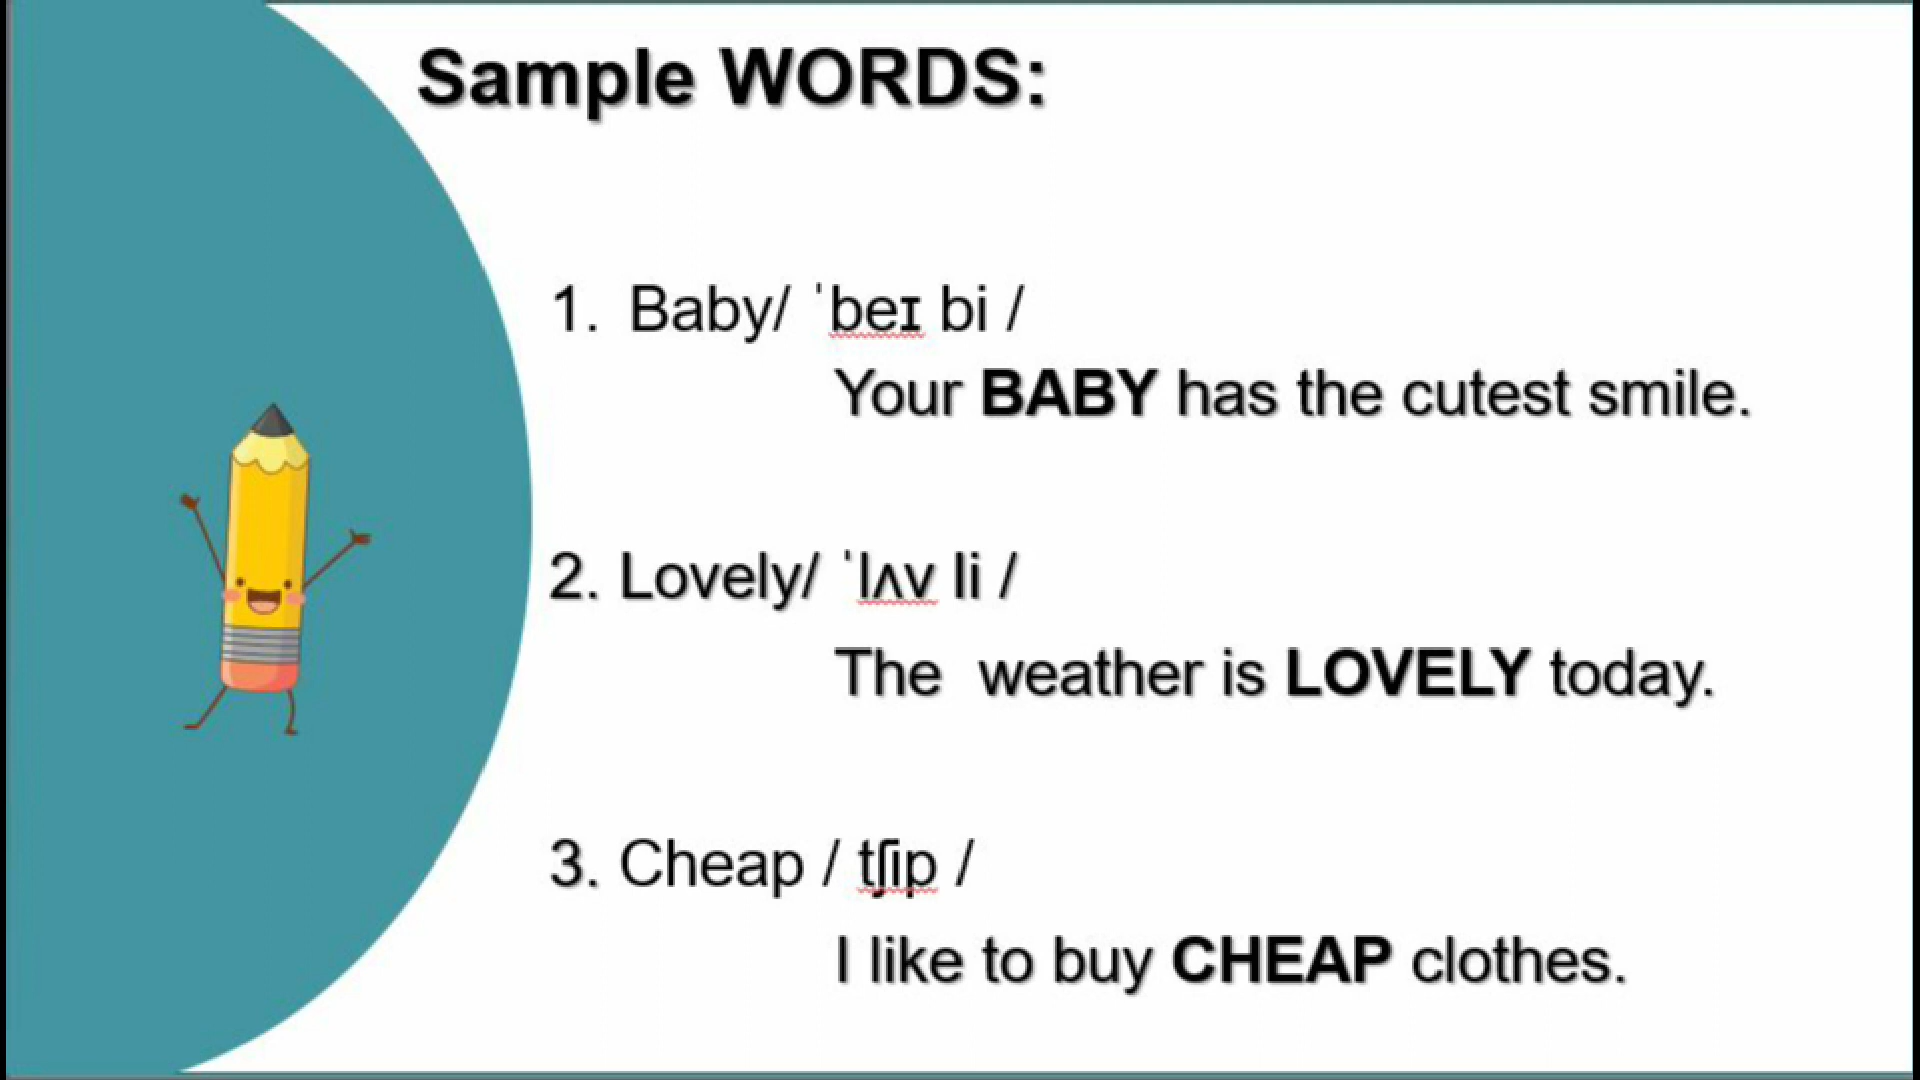 Sample WORDS:
1. Baby/ ˈbeɪ bi /
Your BABY has the cutest smile.
2. Lovely/ ˈlʌv li /
The weather is LOVELY today.
3. Cheap / tʃip /
I like to buy CHEAP clothes.